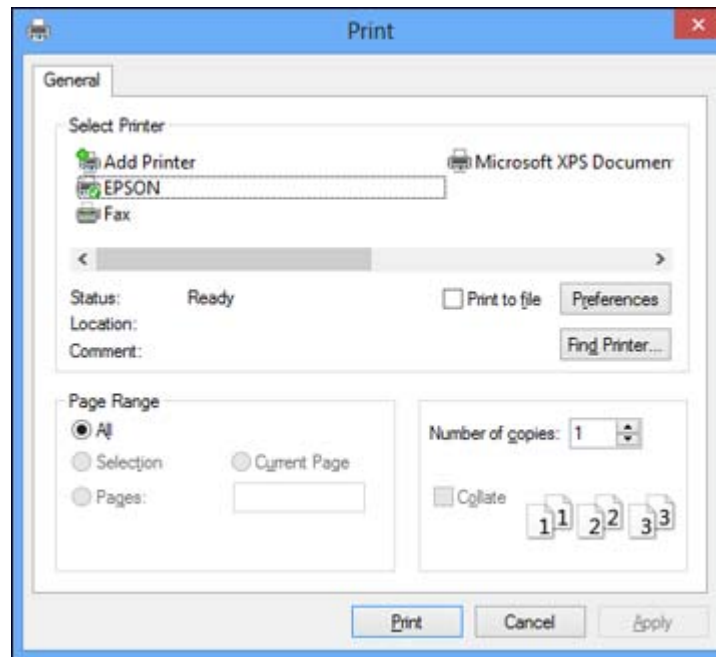 Print
General
Select Printer
Add Printer Microsoft XPS Documen
EPSON
Fax
Status: Ready Print to file Preferences
Location:
Comment: Find Printer...
Page Range
All Number of copies: 1
Selection Current Page
Pages: Collate
1 1 2 2 3 3
Print Cancel Apply